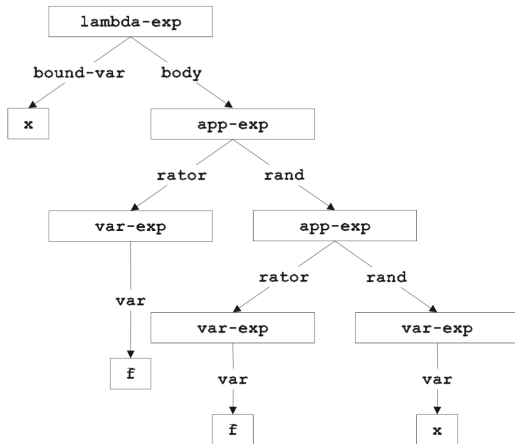 lambda-exp
bound-var body
x app-exp
rator rand
var-exp app-exp
rator rand
var
var-exp var-exp
f var var
f x